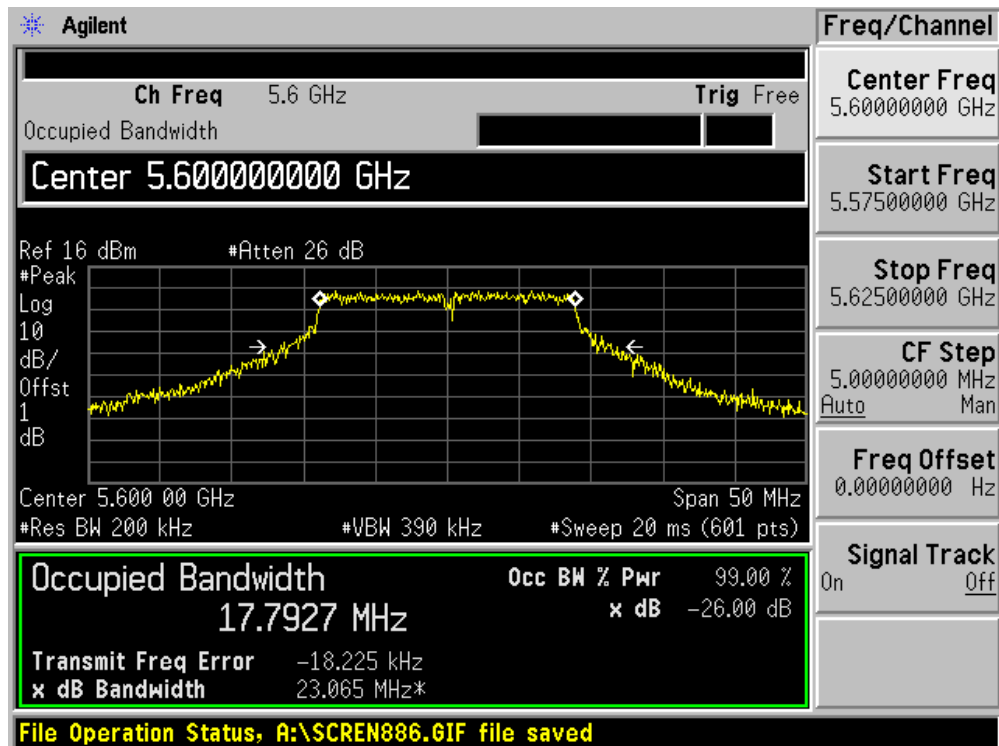 Agilent
Freq/Channel
Ch Freq 5.6 GHz Trig Free
Occupied Bandwidth
Center 5.600000000 GHz
Ref 16 dBm #Atten 26 dB
#Peak
Log
10
dB/
Offst
1
dB
Center 5.600 00 GHz Span 50 MHz
#Res BW 200 kHz #VBW 390 kHz #Sweep 20 ms (601 pts)
Occupied Bandwidth
17.7927 MHz
Occ BW % Pwr 99.00 %
x dB -26.00 dB
Transmit Freq Error -18.225 kHz
x dB Bandwidth 23.065 MHz*
Center Freq
5.60000000 GHz
Start Freq
5.57500000 GHz
Stop Freq
5.62500000 GHz
CF Step
5.00000000 MHz
Auto Man
Freq Offset
0.00000000 Hz
Signal Track
On Off
File Operation Status, A:\SCREN886.GIF file saved